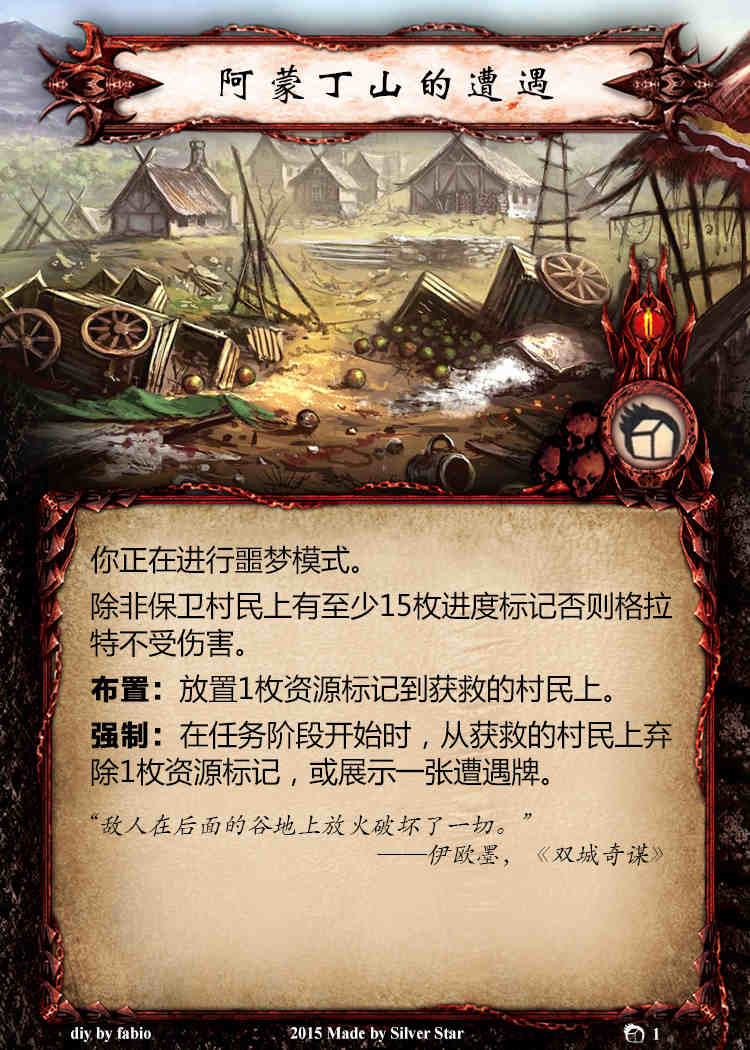 阿蒙丁山的遭遇
你正在进行噩梦模式。
除非保卫村民上有至少15枚进度标记否则格拉
特不受伤害。
布置：放置1枚资源标记到获救的村民上。
强制：在任务阶段开始时，从获救的村民上弃
除1枚资源标记，或展示一张遭遇牌。
“敌人在后面的谷地上放火破坏了一切。”
——伊欧墨，《双城奇谋》
diy by fabio 2015 Made by Silver Star 1